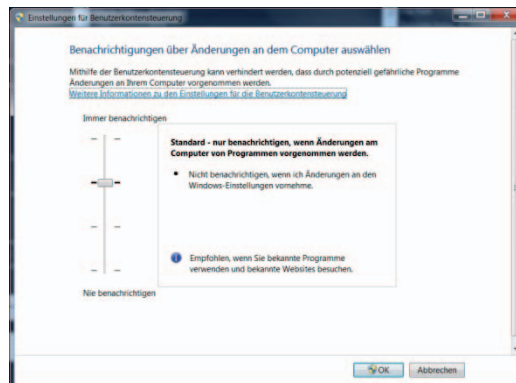 Einstellungen für Benutzerkontensteuerung
Benachrichtigungen über Änderungen an dem Computer auswählen
Mithilfe der Benutzerkontensteuerung kann verhindert werden, dass durch potenziell gefährliche Programme
Änderungen an Ihrem Computer vorgenommen werden.
Weitere Informationen zu den Einstellungen für die Benutzerkontensteuerung
Immer benachrichtigen
Standard - nur benachrichtigen, wenn Änderungen am
Computer von Programmen vorgenommen werden.
• Nicht benachrichtigen, wenn ich Änderungen an den
Windows-Einstellungen vornehme.
Empfohlen, wenn Sie bekannte Programme
verwenden und bekannte Websites besuchen.
Nie benachrichtigen
OK Abbrechen